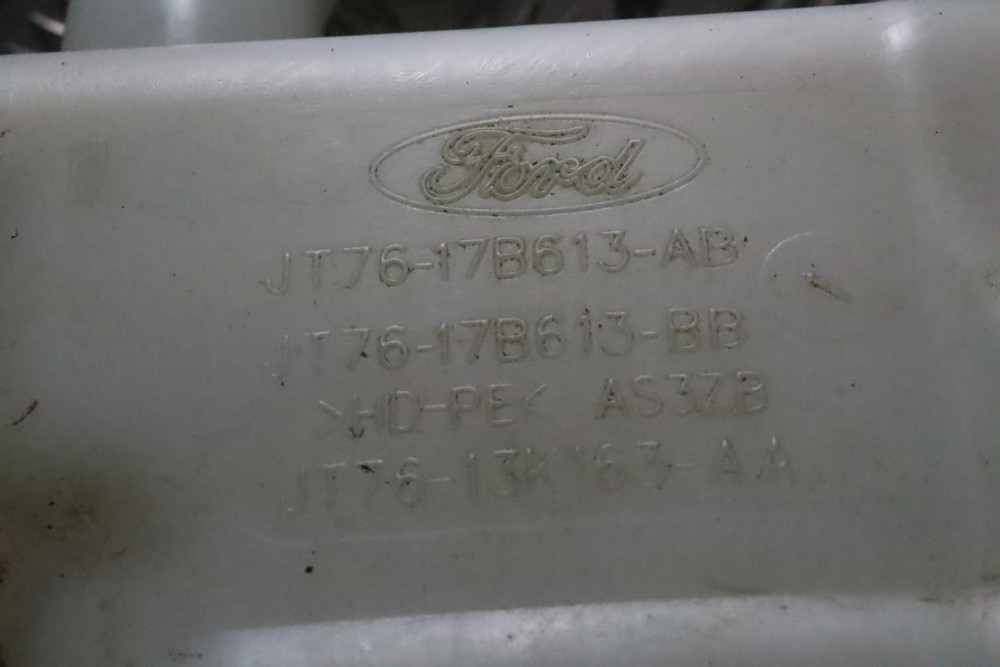 Ford
JT76-17B613-AB
JT76-17B613-BB
>HD-PE< AS3ZB
JT76-13K163-AA